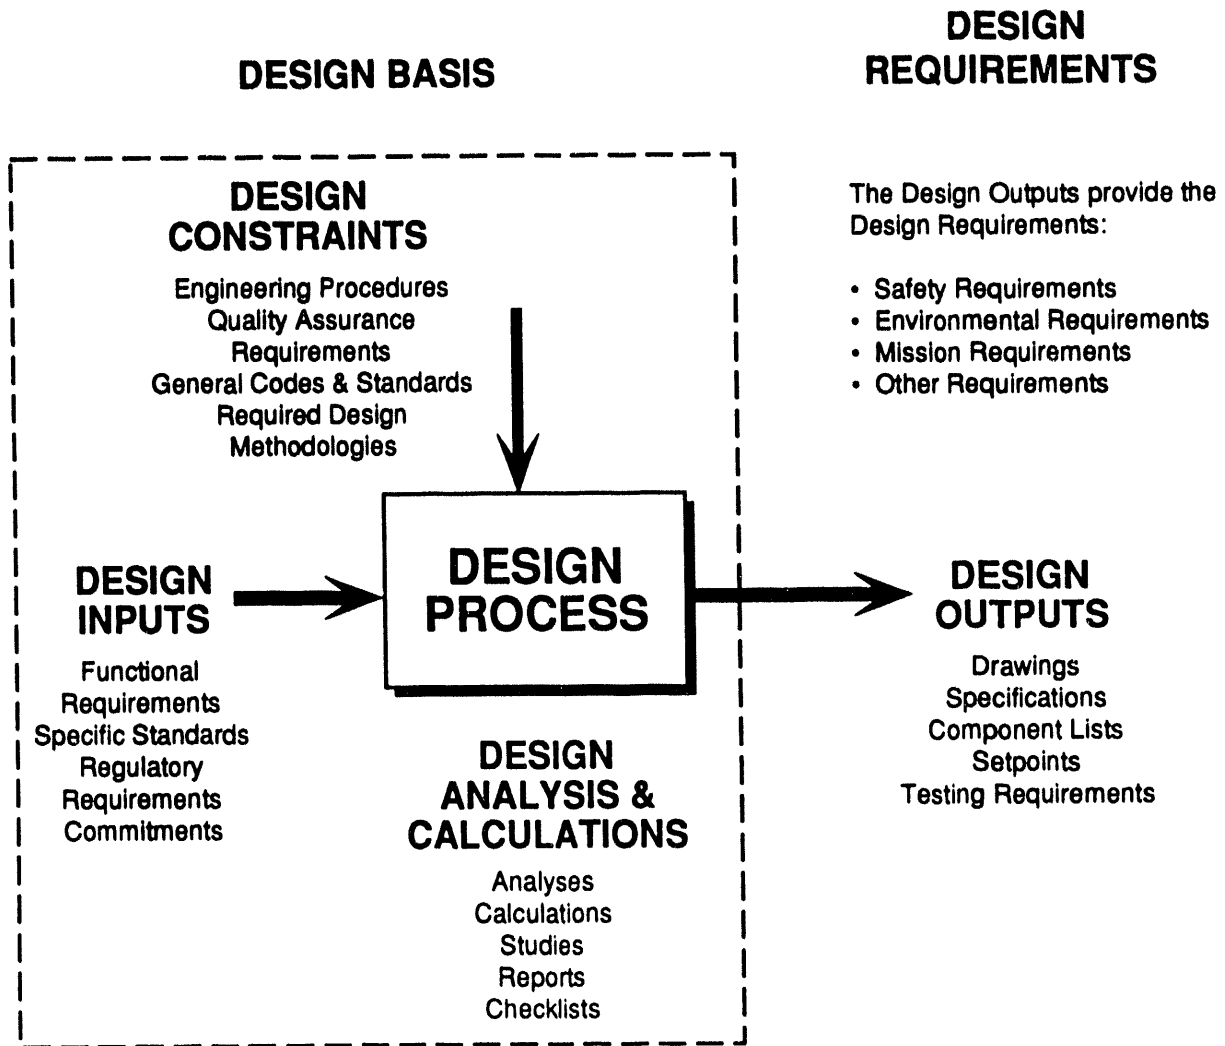 DESIGN BASIS
DESIGN
REQUIREMENTS
DESIGN
CONSTRAINTS
Engineering Procedures
Quality Assurance
Requirements
General Codes & Standards
Required Design
Methodologies
The Design Outputs provide the
Design Requirements:
• Safety Requirements
• Environmental Requirements
• Mission Requirements
• Other Requirements
DESIGN
INPUTS
Functional
Requirements
Specific Standards
Regulatory
Requirements
Commitments
DESIGN
PROCESS
DESIGN
ANALYSIS &
CALCULATIONS
Analyses
Calculations
Studies
Reports
Checklists
DESIGN
OUTPUTS
Drawings
Specifications
Component Lists
Setpoints
Testing Requirements